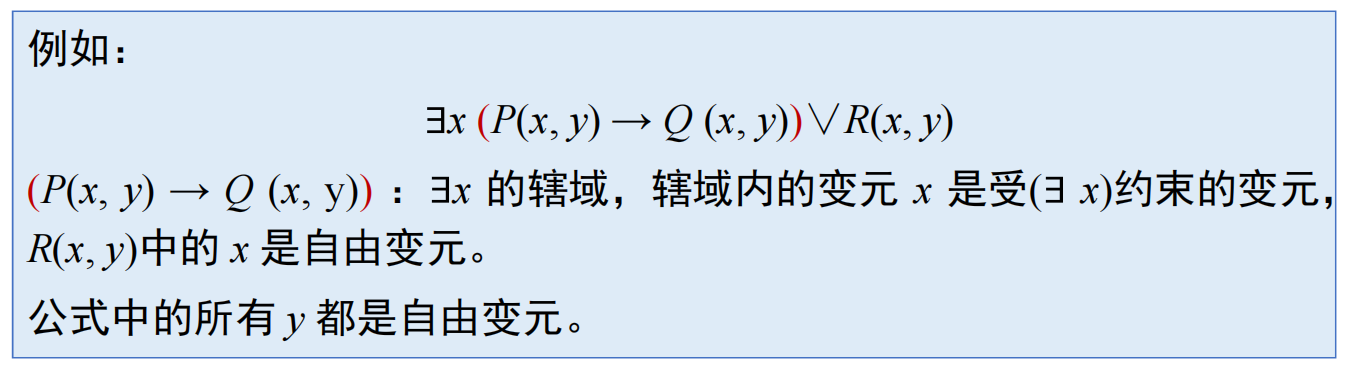 例如：
∃x (P(x, y) → Q (x, y))∨R(x, y)
(P(x, y) → Q (x, y)) ：∃x 的辖域，辖域内的变元 x 是受(∃ x)约束的变元，
R(x, y)中的 x 是自由变元。
公式中的所有 y 都是自由变元。